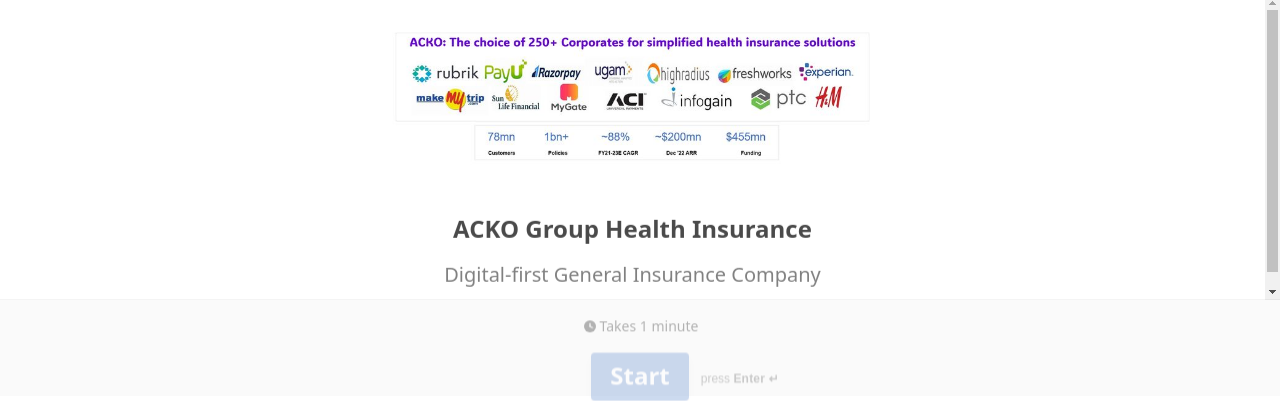 ACKO: The choice of 250+ Corporates for simplified health insurance solutions
rubrik PayU Razorpay ugam highradius freshworks experian.
make my trip .com Sun Life Financial MyGate ACI UNIVERSAL PAYMENTS infogain ptc H&M
78mn 1bn+ ~88% ~$200mn $455mn
Customers Policies FY21-23E CAGR Dec '22 ARR Funding
ACKO Group Health Insurance
Digital-first General Insurance Company
Takes 1 minute
Start press Enter ↵